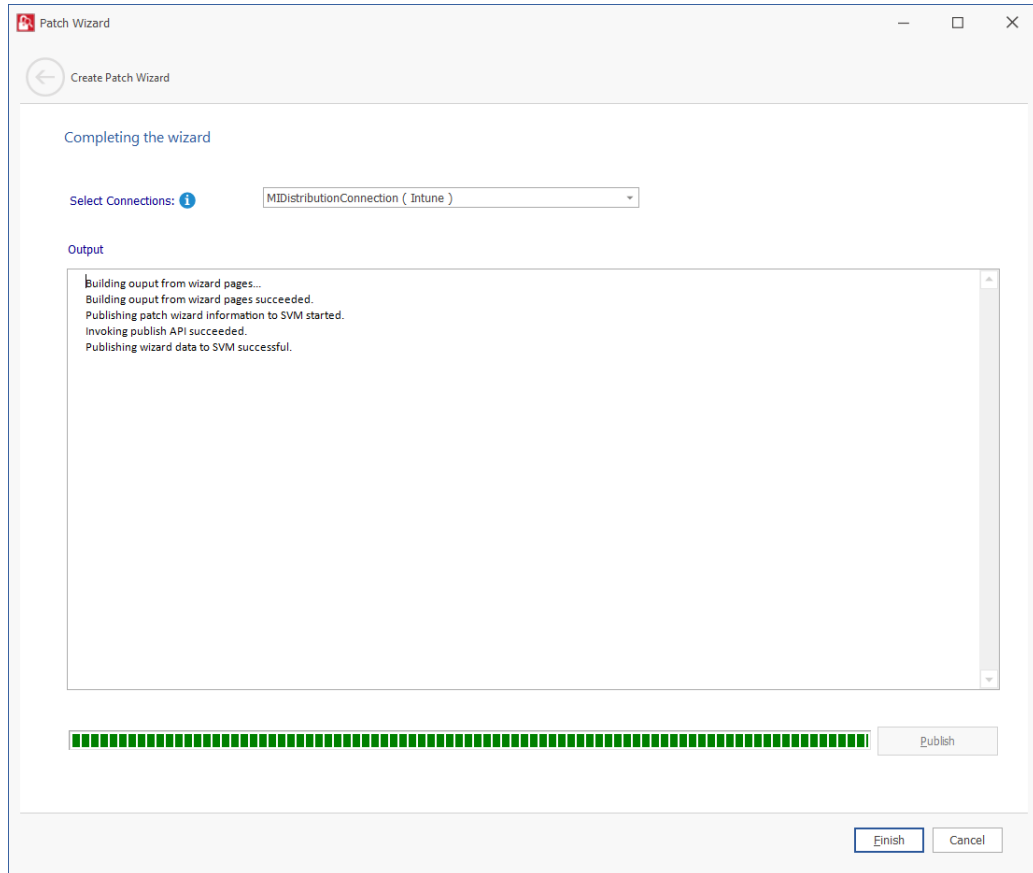 Patch Wizard
Create Patch Wizard
Completing the wizard
Select Connections:
MIDistributionConnection ( Intune )
Output
Building ouput from wizard pages...
Building ouput from wizard pages succeeded.
Publishing patch wizard information to SVM started.
Invoking publish API succeeded.
Publishing wizard data to SVM successful.
Publish
Finish
Cancel